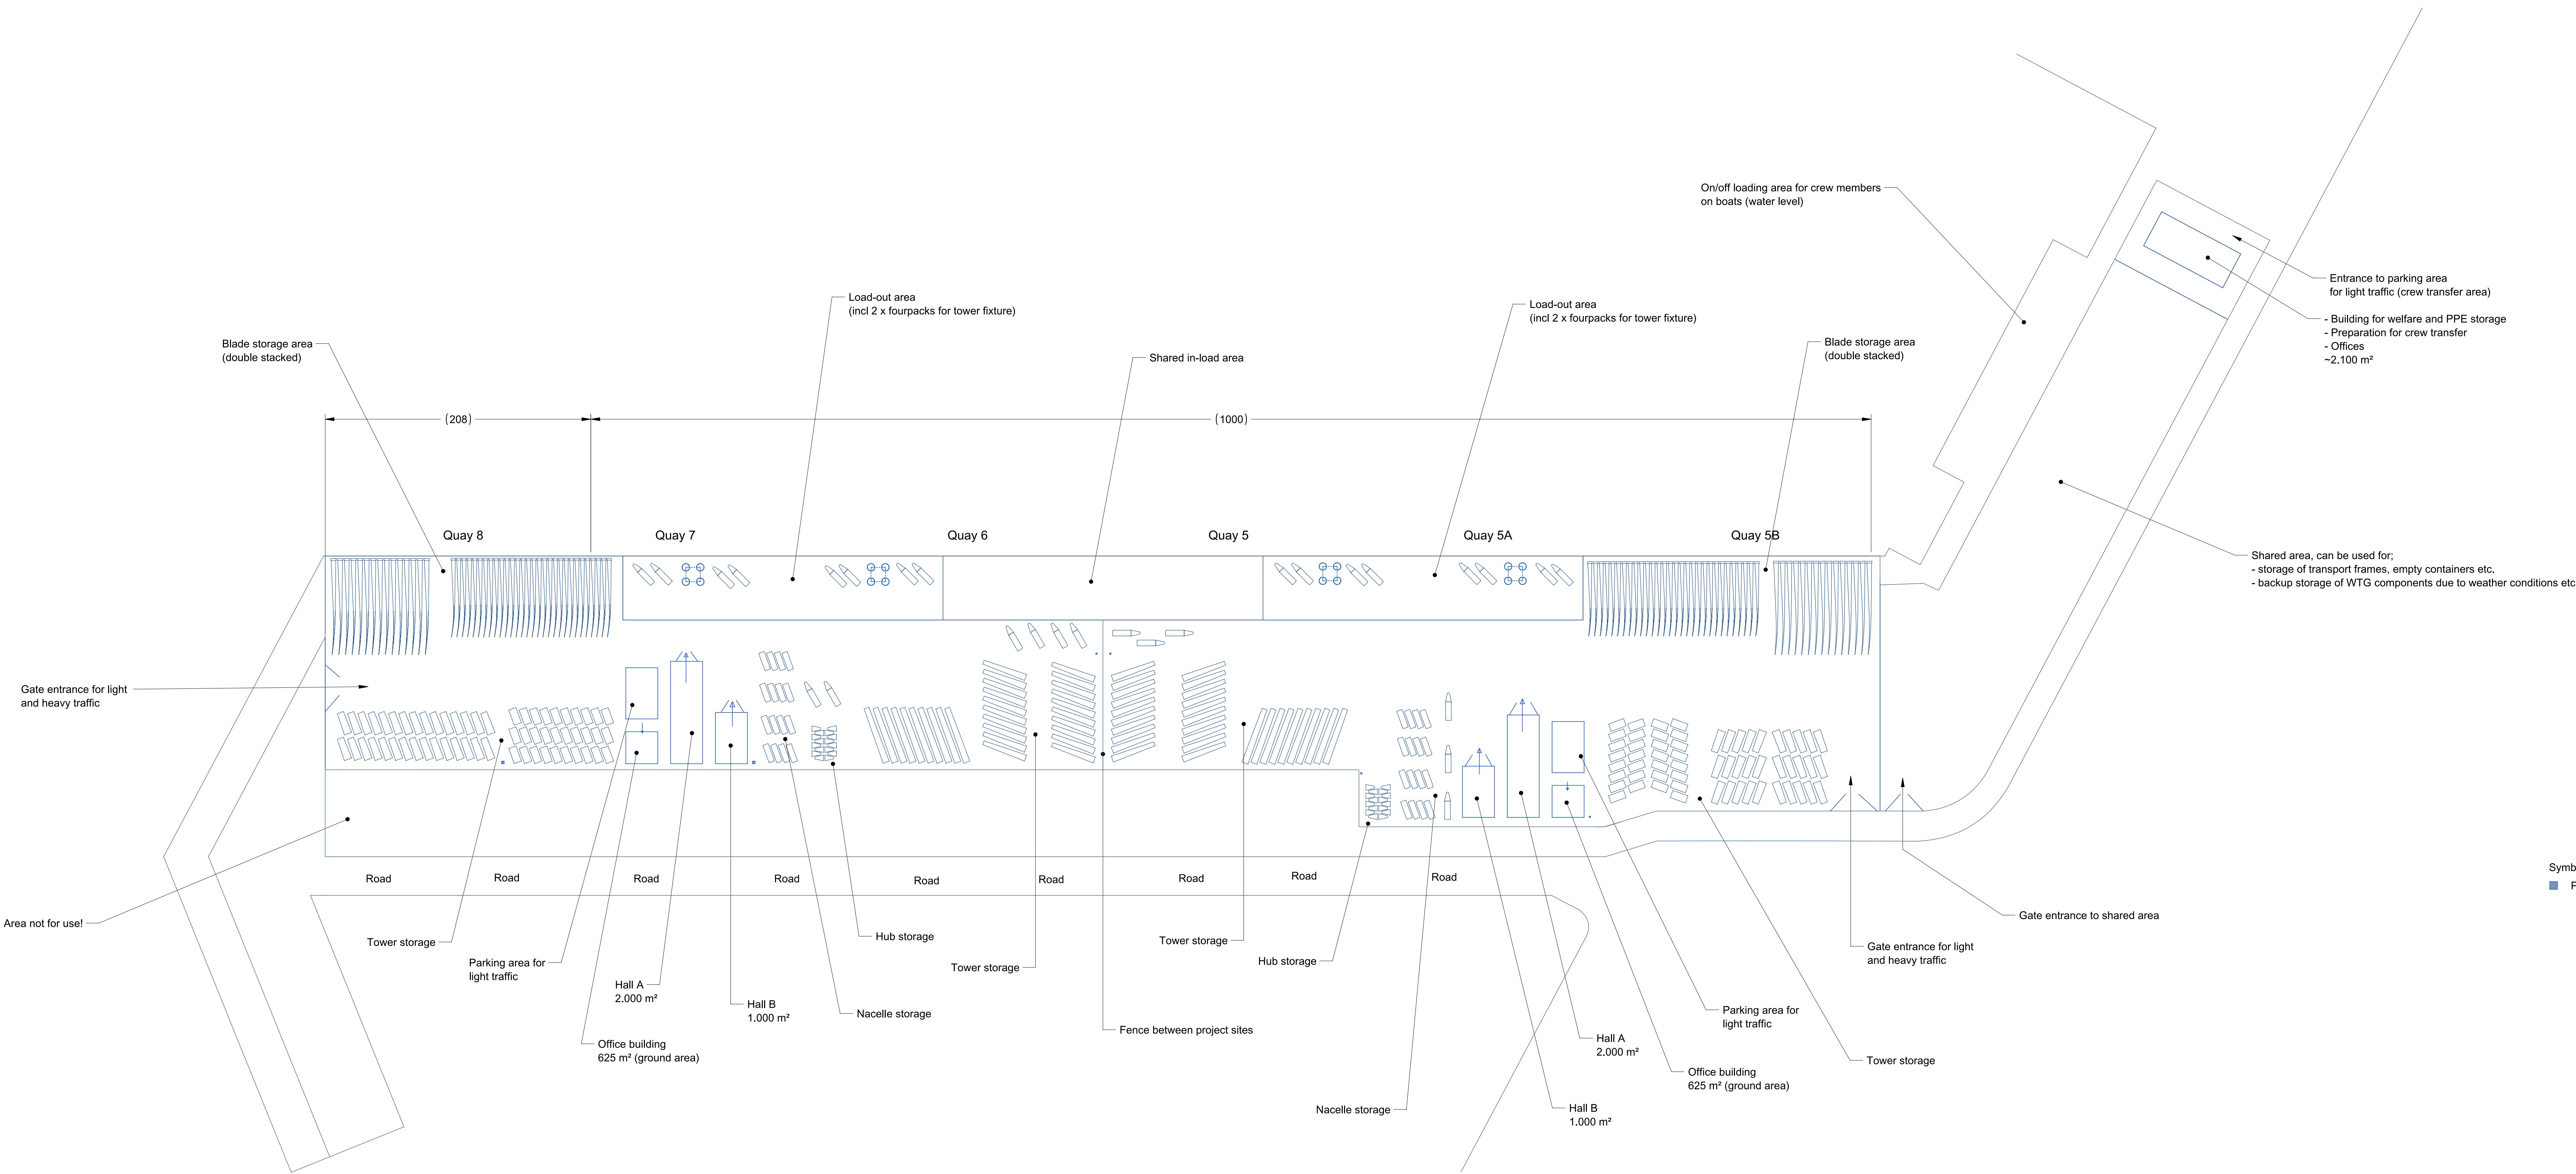 On/off loading area for crew members
on boats (water level)
Entrance to parking area
for light traffic (crew transfer area)
- Building for welfare and PPE storage
- Preparation for crew transfer
- Offices
~2.100 m²
Load-out area
(incl 2 x fourpacks for tower fixture)
Load-out area
(incl 2 x fourpacks for tower fixture)
Blade storage area
(double stacked)
Shared in-load area
Blade storage area
(double stacked)
(208)
(1000)
Quay 8
Quay 7
Quay 6
Quay 5
Quay 5A
Quay 5B
Shared area, can be used for;
- storage of transport frames, empty containers etc.
- backup storage of WTG components due to weather conditions etc
Gate entrance for light
and heavy traffic
Road
Road
Road
Road
Road
Road
Road
Road
Road
Symb
P
Area not for use!
Tower storage
Parking area for
light traffic
Hall A
2.000 m²
Hall B
1.000 m²
Office building
625 m² (ground area)
Hub storage
Nacelle storage
Tower storage
Fence between project sites
Tower storage
Hub storage
Nacelle storage
Gate entrance to shared area
Gate entrance for light
and heavy traffic
Parking area for
light traffic
Hall A
2.000 m²
Tower storage
Office building
625 m² (ground area)
Hall B
1.000 m²